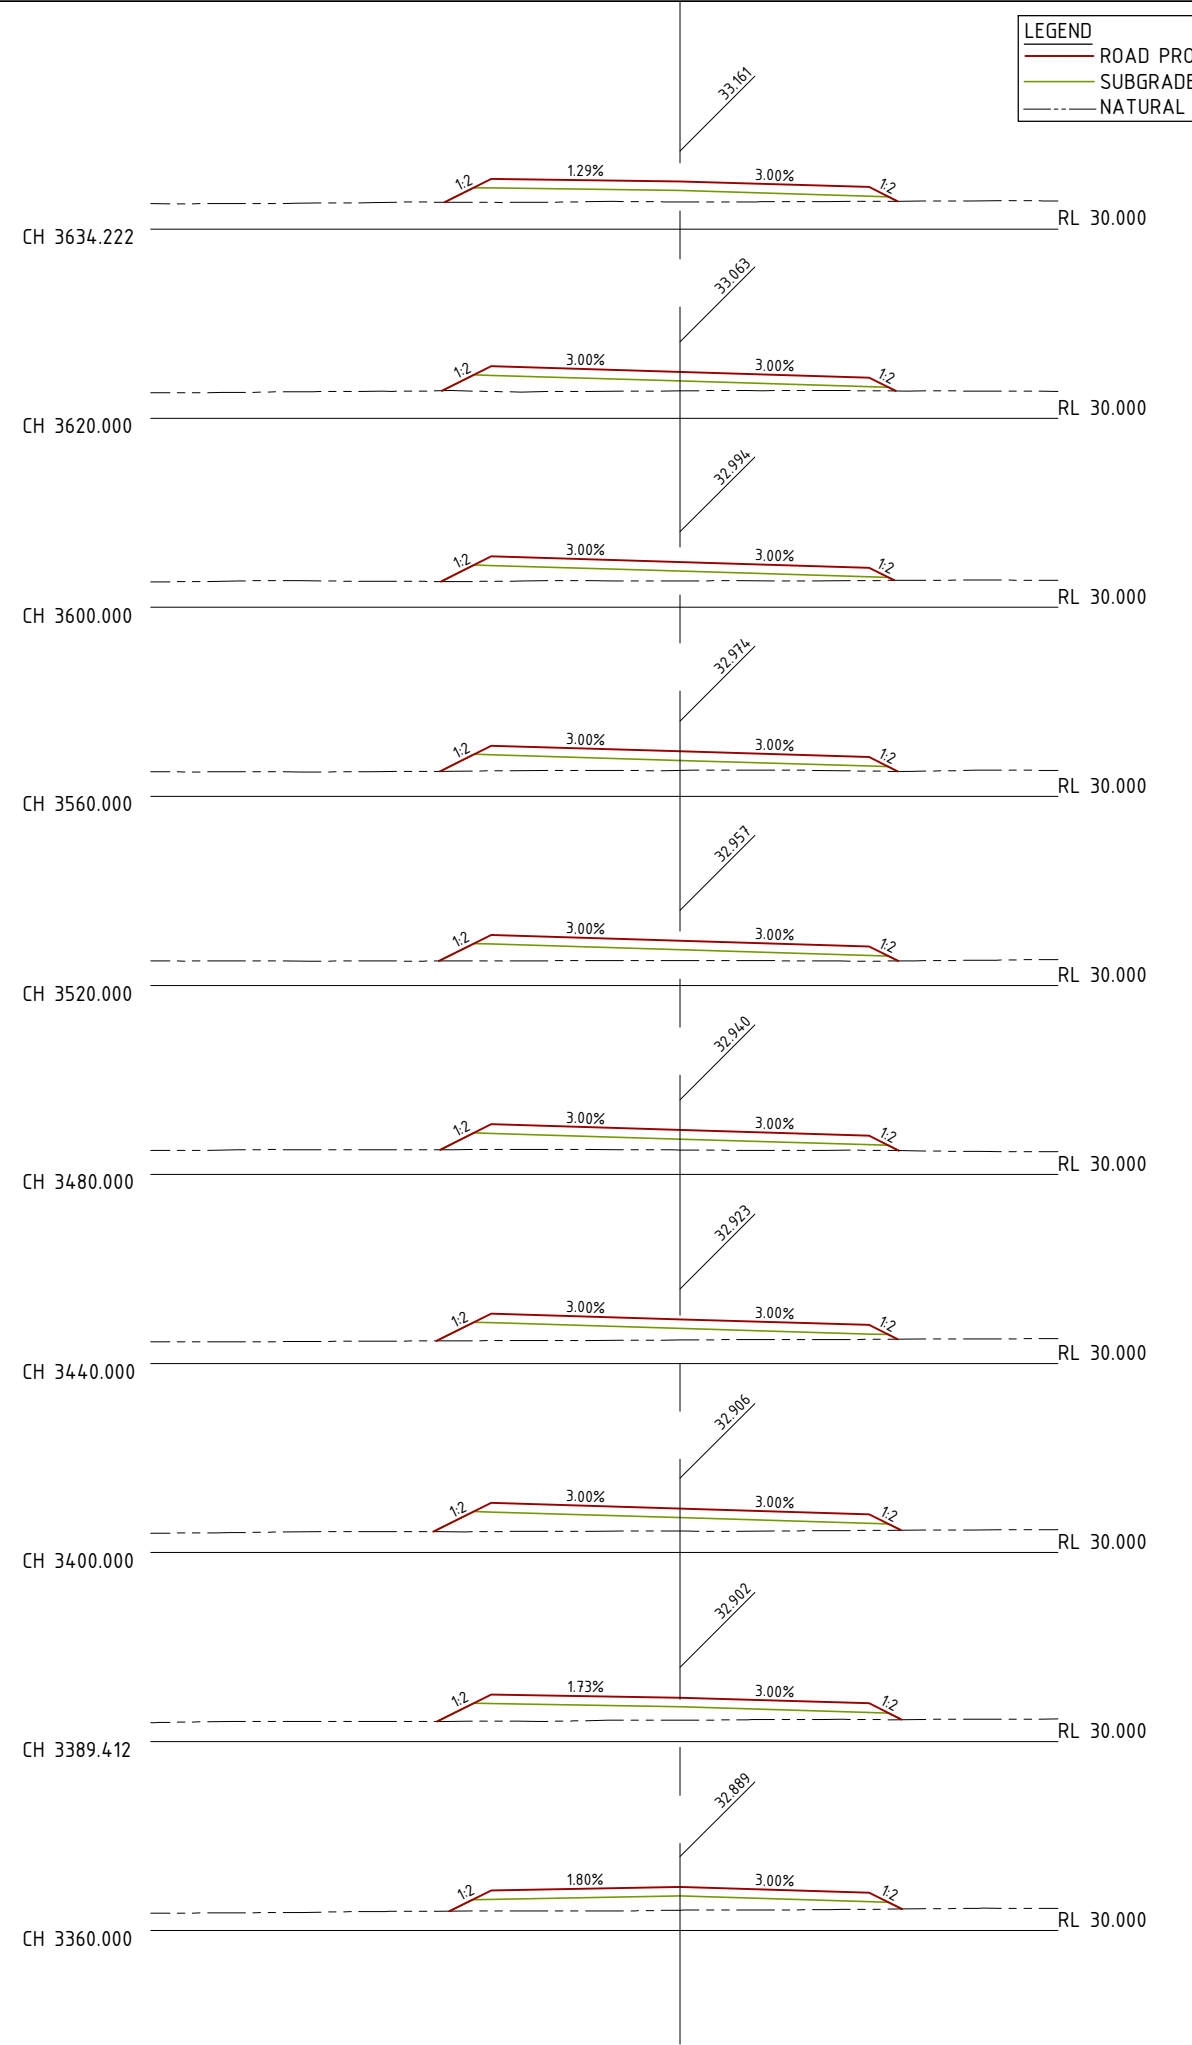 LEGEND
ROAD PRO
SUBGRADE
NATURAL
33.161
1:2 1.29% 3.00% 1:2
CH 3634.222 RL 30.000
33.063
1:2 3.00% 3.00% 1:2
CH 3620.000 RL 30.000
32.994
1:2 3.00% 3.00% 1:2
CH 3600.000 RL 30.000
32.974
1:2 3.00% 3.00% 1:2
CH 3560.000 RL 30.000
32.957
1:2 3.00% 3.00% 1:2
CH 3520.000 RL 30.000
32.940
1:2 3.00% 3.00% 1:2
CH 3480.000 RL 30.000
32.923
1:2 3.00% 3.00% 1:2
CH 3440.000 RL 30.000
32.906
1:2 3.00% 3.00% 1:2
CH 3400.000 RL 30.000
32.902
1:2 1.73% 3.00% 1:2
CH 3389.412 RL 30.000
32.889
1:2 1.80% 3.00% 1:2
CH 3360.000 RL 30.000